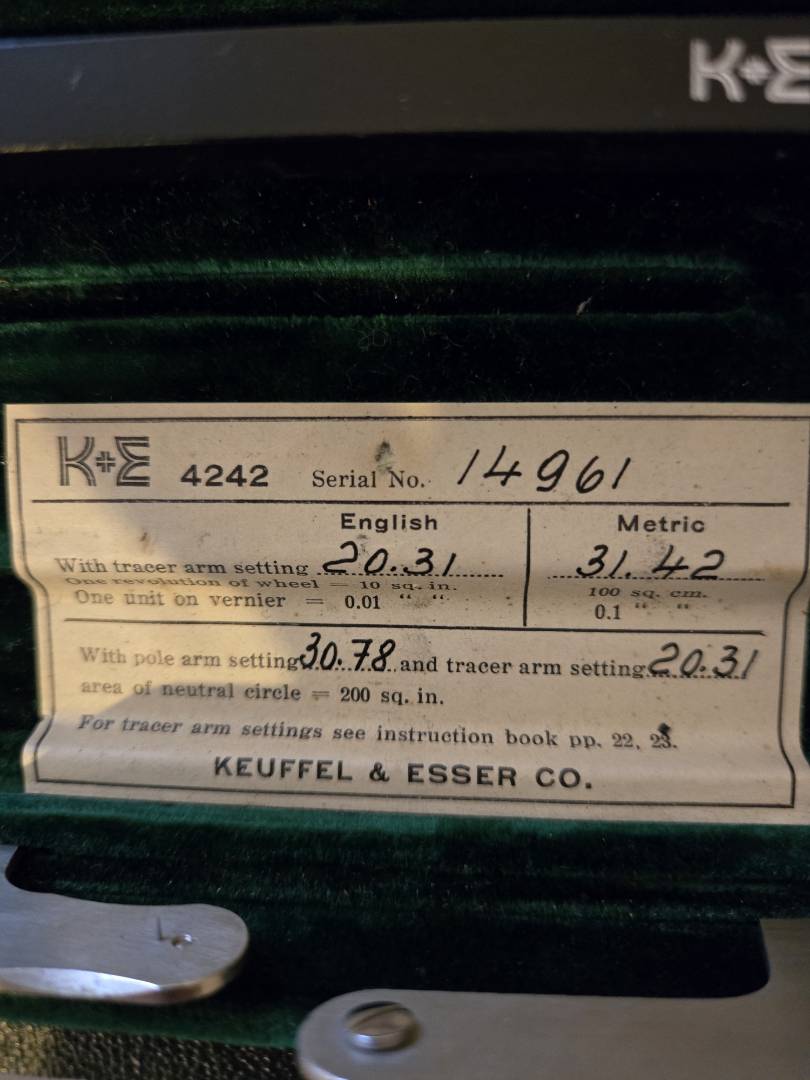 K+E
K+E 4242 Serial No. 14961
English Metric
With tracer arm setting 20.31 31.42
One revolution of wheel = 10 sq. in. 100 sq. cm.
One unit on vernier = 0.01 " " 0.1 " "
With pole arm setting 30.78 and tracer arm setting 20.31
area of neutral circle = 200 sq. in.
For tracer arm settings see instruction book pp. 22, 23.
KEUFFEL & ESSER CO.